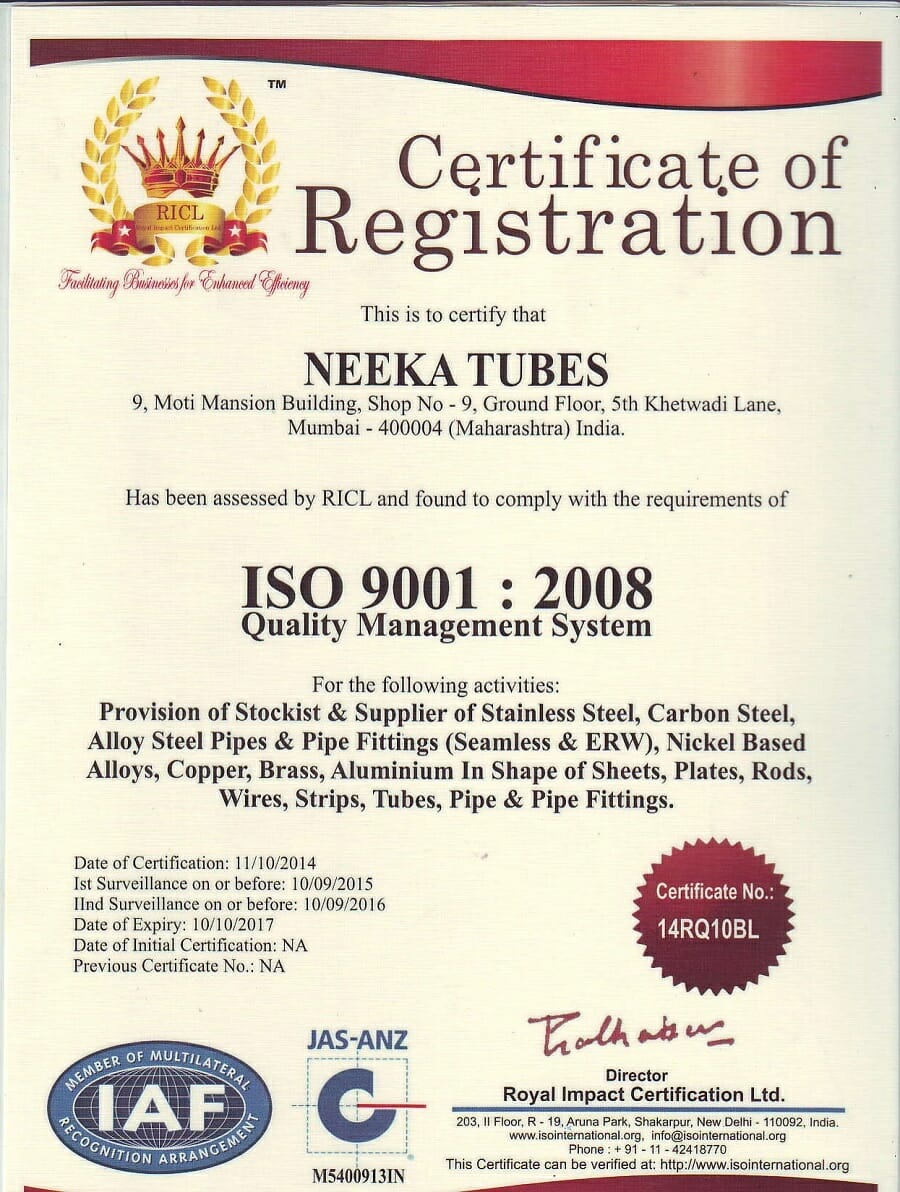 TM
RICL
Royal Impact Certification Ltd.
Facilitating Businesses for Enhanced Efficiency
Certificate of
Registration
This is to certify that
NEEKA TUBES
9, Moti Mansion Building, Shop No - 9, Ground Floor, 5th Khetwadi Lane,
Mumbai - 400004 (Maharashtra) India.
Has been assessed by RICL and found to comply with the requirements of
ISO 9001 : 2008
Quality Management System
For the following activities:
Provision of Stockist & Supplier of Stainless Steel, Carbon Steel,
Alloy Steel Pipes & Pipe Fittings (Seamless & ERW), Nickel Based
Alloys, Copper, Brass, Aluminium In Shape of Sheets, Plates, Rods,
Wires, Strips, Tubes, Pipe & Pipe Fittings.
Date of Certification: 11/10/2014
Ist Surveillance on or before: 10/09/2015
IInd Surveillance on or before: 10/09/2016
Date of Expiry: 10/10/2017
Date of Initial Certification: NA
Previous Certificate No.: NA
Certificate No.:
14RQ10BL
MEMBER OF MULTILATERAL
IAF
RECOGNITION ARRANGEMENT
JAS-ANZ
M5400913IN
Director
Royal Impact Certification Ltd.
203, II Floor, R - 19, Aruna Park, Shakarpur, New Delhi - 110092, India.
www.isointernational.org, info@isointernational.org
Phone : + 91 - 11 - 42418770
This Certificate can be verified at: http://www.isointernational.org